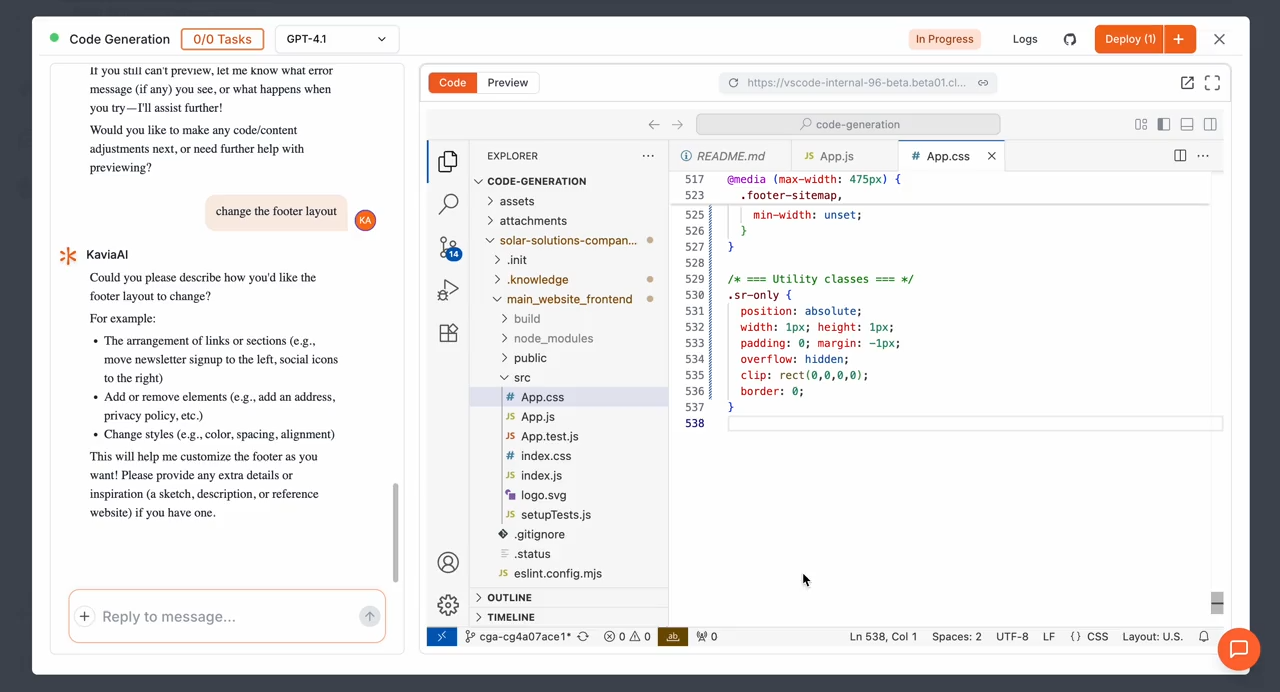 Code Generation
0/0 Tasks
GPT-4.1
In Progress
Logs
Deploy (1)
+
If you still can't preview, let me know what error
message (if any) you see, or what happens when
you try—I'll assist further!
Would you like to make any code/content
adjustments next, or need further help with
previewing?
change the footer layout
KA
KaviaAI
Could you please describe how you'd like the
footer layout to change?
For example:
• The arrangement of links or sections (e.g.,
move newsletter signup to the left, social icons
to the right)
• Add or remove elements (e.g., add an address,
privacy policy, etc.)
• Change styles (e.g., color, spacing, alignment)
This will help me customize the footer as you
want! Please provide any extra details or
inspiration (a sketch, description, or reference
website) if you have one.
Reply to message...
Code
Preview
https://vscode-internal-96-beta.beta01.cl...
code-generation
EXPLORER
CODE-GENERATION
assets
attachments
solar-solutions-compan...
.init
.knowledge
main_website_frontend
build
node_modules
public
src
# App.css
JS App.js
JS App.test.js
# index.css
JS index.js
logo.svg
JS setupTests.js
.gitignore
.status
JS eslint.config.mjs
OUTLINE
TIMELINE
14
README.md
JS App.js
# App.css
517 @media (max-width: 475px) {
523 .footer-sitemap,
525 min-width: unset;
526 }
527 }
528
529 /* === Utility classes === */
530 .sr-only {
531 position: absolute;
532 width: 1px; height: 1px;
533 padding: 0; margin: -1px;
534 overflow: hidden;
535 clip: rect(0,0,0,0);
536 border: 0;
537 }
538
cga-cg4a07ace1*
0 0
ab
0
Ln 538, Col 1
Spaces: 2
UTF-8
LF
{} CSS
Layout: U.S.